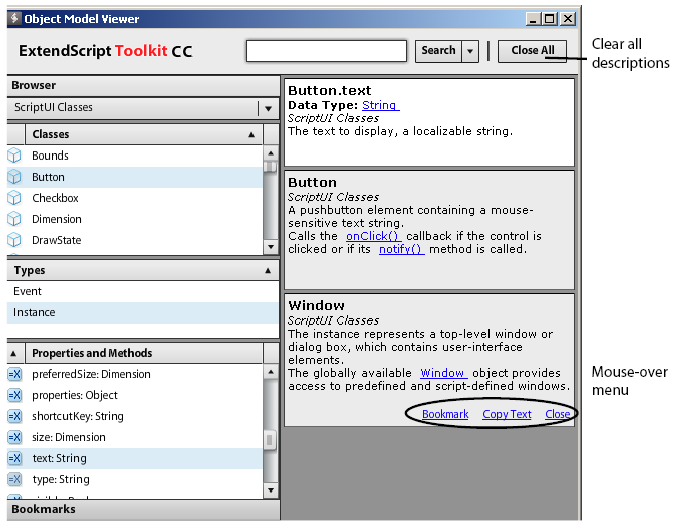 Object Model Viewer
ExtendScript Toolkit CC
Search
Close All
Clear all
descriptions
Browser
ScriptUI Classes
Classes
Bounds
Button
Checkbox
Dimension
DrawState
Types
Event
Instance
Properties and Methods
preferredSize: Dimension
properties: Object
shortcutKey: String
size: Dimension
text: String
type: String
Bookmarks
Button.text
Data Type: String
ScriptUI Classes
The text to display, a localizable string.
Button
ScriptUI Classes
A pushbutton element containing a mouse-
sensitive text string.
Calls the onClick() callback if the control is
clicked or if its notify() method is called.
Window
ScriptUI Classes
The instance represents a top-level window or
dialog box, which contains user-interface
elements.
The globally available Window object provides
access to predefined and script-defined windows.
Bookmark Copy Text Close
Mouse-over
menu